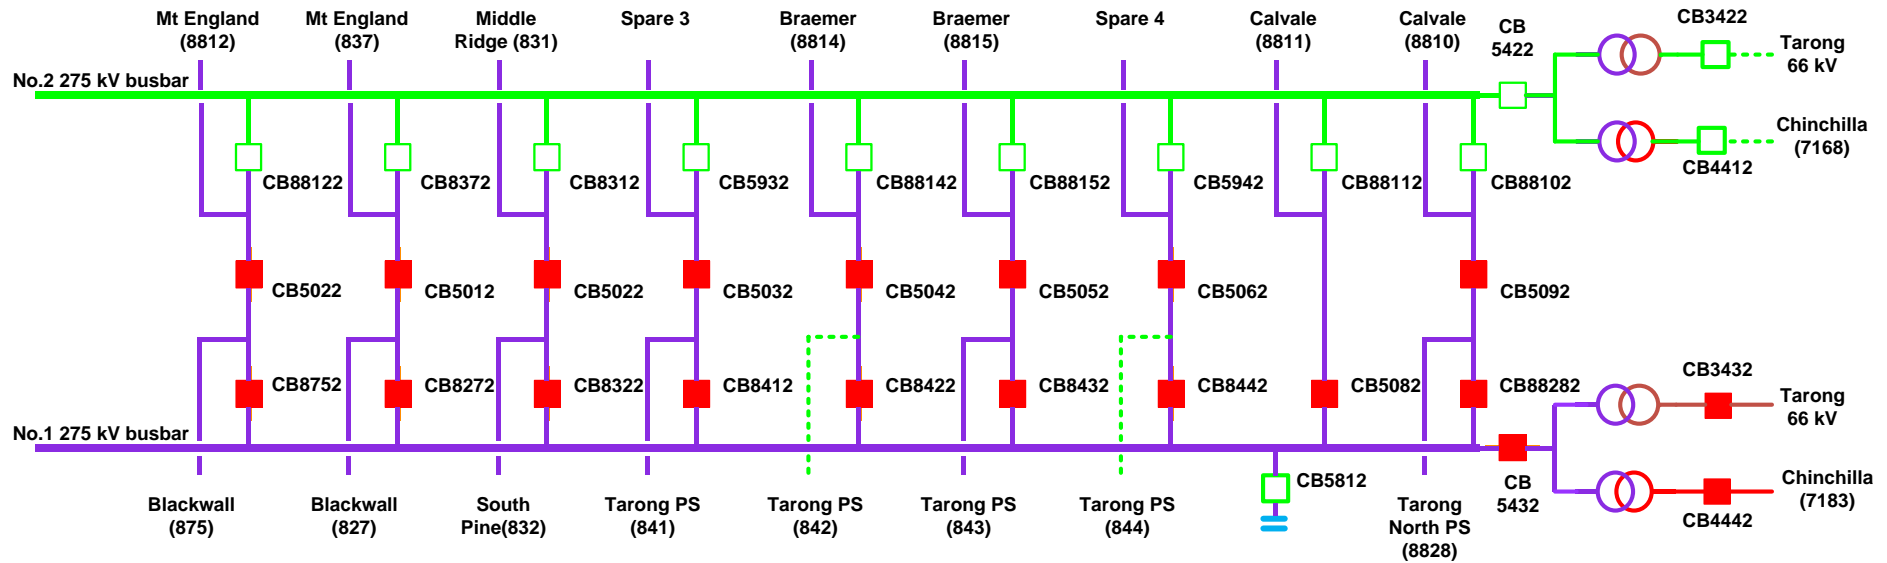 Mt England
(8812)
Mt England
(837)
Middle
Ridge (831)
Spare 3
Braemer
(8814)
Braemer
(8815)
Spare 4
Calvale
(8811)
Calvale
(8810)
CB
5422
CB3422
Tarong
66 kV
No.2 275 kV busbar
Chinchilla
(7168)
CB4412
CB88122
CB8372
CB8312
CB5932
CB88142
CB88152
CB5942
CB88112
CB88102
CB5022
CB5012
CB5022
CB5032
CB5042
CB5052
CB5062
CB5092
CB8752
CB8272
CB8322
CB8412
CB8422
CB8432
CB8442
CB5082
CB88282
CB3432
Tarong
66 kV
No.1 275 kV busbar
CB5812
CB
5432
Chinchilla
(7183)
CB4442
Blackwall
(875)
Blackwall
(827)
South
Pine(832)
Tarong PS
(841)
Tarong PS
(842)
Tarong PS
(843)
Tarong PS
(844)
Tarong
North PS
(8828)